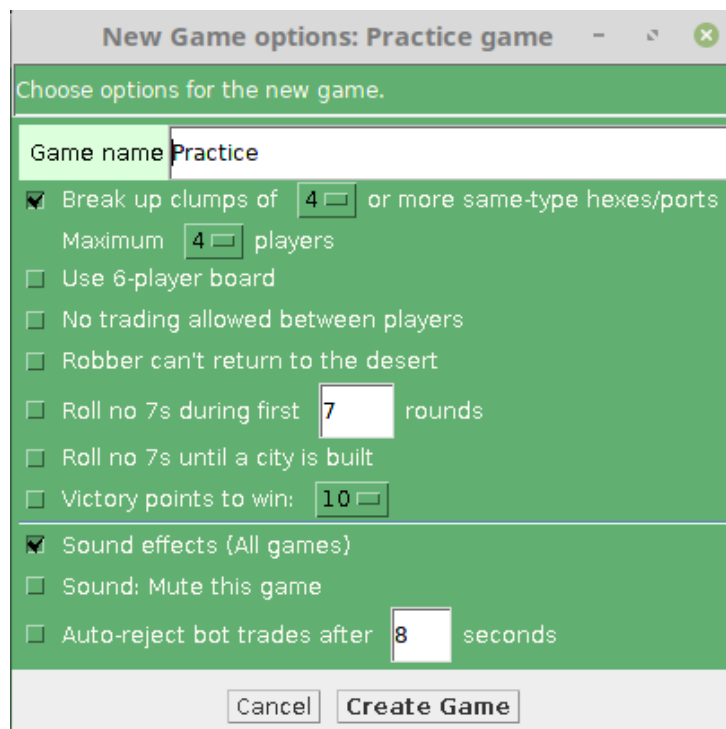 New Game options: Practice game
Choose options for the new game.
Game name Practice
Break up clumps of 4 or more same-type hexes/ports
Maximum 4 players
Use 6-player board
No trading allowed between players
Robber can't return to the desert
Roll no 7s during first 7 rounds
Roll no 7s until a city is built
Victory points to win: 10
Sound effects (All games)
Sound: Mute this game
Auto-reject bot trades after 8 seconds
Cancel Create Game